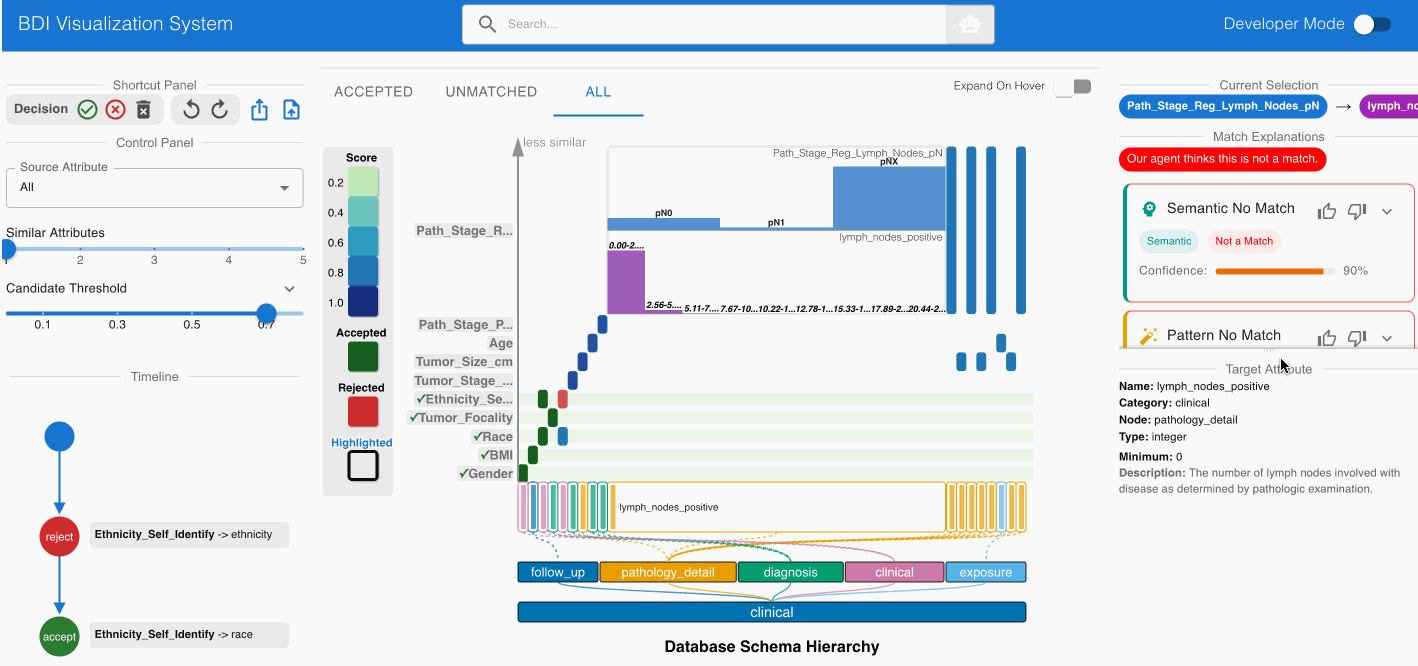 BDI Visualization System
Search...
Developer Mode
Shortcut Panel
Decision
Control Panel
Source Attribute
All
Similar Attributes
1 2 3 4 5
Candidate Threshold
0.1 0.3 0.5 0.7
Timeline
reject
Ethnicity_Self_Identify -> ethnicity
accept
Ethnicity_Self_Identify -> race
ACCEPTED UNMATCHED ALL
Expand On Hover
Score
0.2
0.4
0.6
0.8
1.0
Accepted
Rejected
Highlighted
less similar
Path_Stage_Reg_Lymph_Nodes_pN
pNX
pN0
pN1
Path_Stage_R...
lymph_nodes_positive
0.00-2....
2.56-5.... 5.11-7.... 7.67-10... 10.22-1... 12.78-1... 15.33-1... 17.89-2... 20.44-2...
Path_Stage_P...
Age
Tumor_Size_cm
Tumor_Stage_...
✓Ethnicity_Se...
✓Tumor_Focality
✓Race
✓BMI
✓Gender
lymph_nodes_positive
follow_up pathology_detail diagnosis clinical exposure
clinical
Database Schema Hierarchy
Current Selection
Path_Stage_Reg_Lymph_Nodes_pN → lymph_no
Match Explanations
Our agent thinks this is not a match.
Semantic No Match
Semantic Not a Match
Confidence: 90%
Pattern No Match
Target Attribute
Name: lymph_nodes_positive
Category: clinical
Node: pathology_detail
Type: integer
Minimum: 0
Description: The number of lymph nodes involved with
disease as determined by pathologic examination.